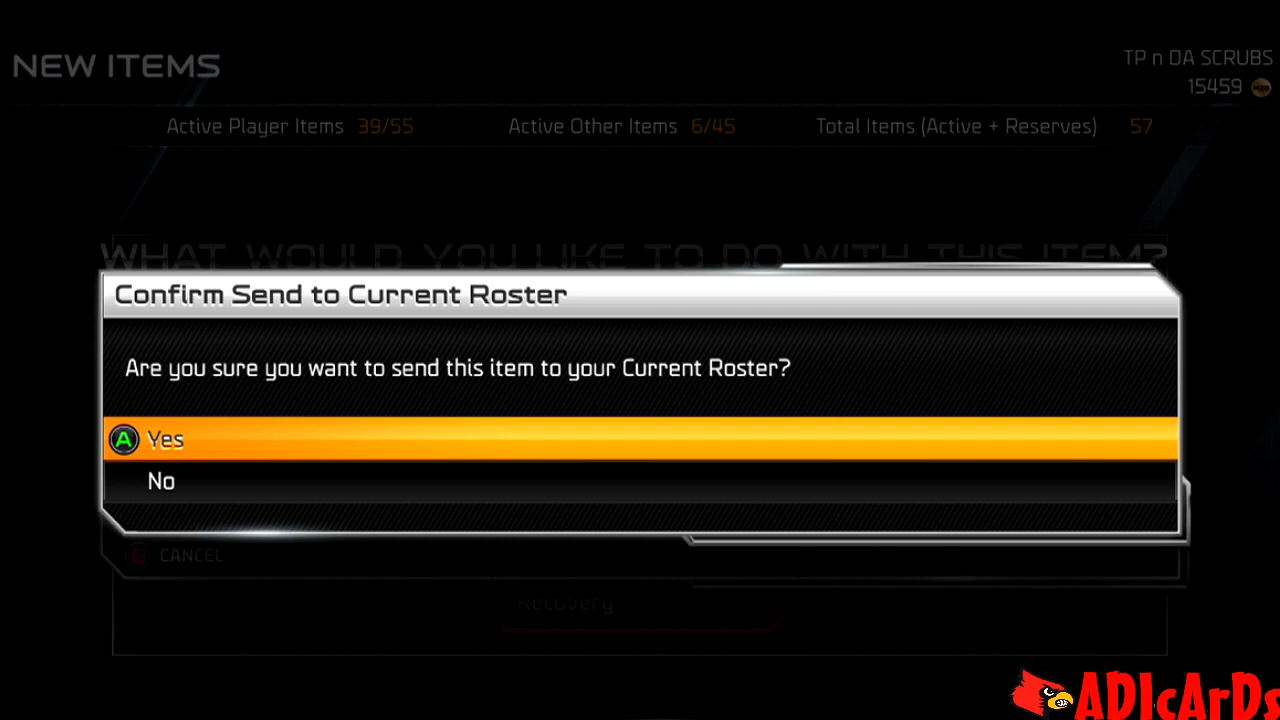 NEW ITEMS
TP n DA SCRUBS
15459
Active Player Items 39/55 Active Other Items 6/45 Total Items (Active + Reserves) 57
WHAT WOULD YOU LIKE TO DO WITH THIS ITEM?
Confirm Send to Current Roster
Are you sure you want to send this item to your Current Roster?
A Yes
No
B CANCEL
Recovery
ADIcArDs